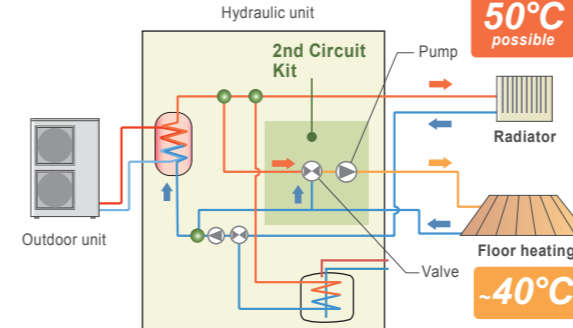 Hydraulic unit
50°C
possible
2nd Circuit
Kit
Pump
Radiator
Outdoor unit
Floor heating
Valve
~40°C